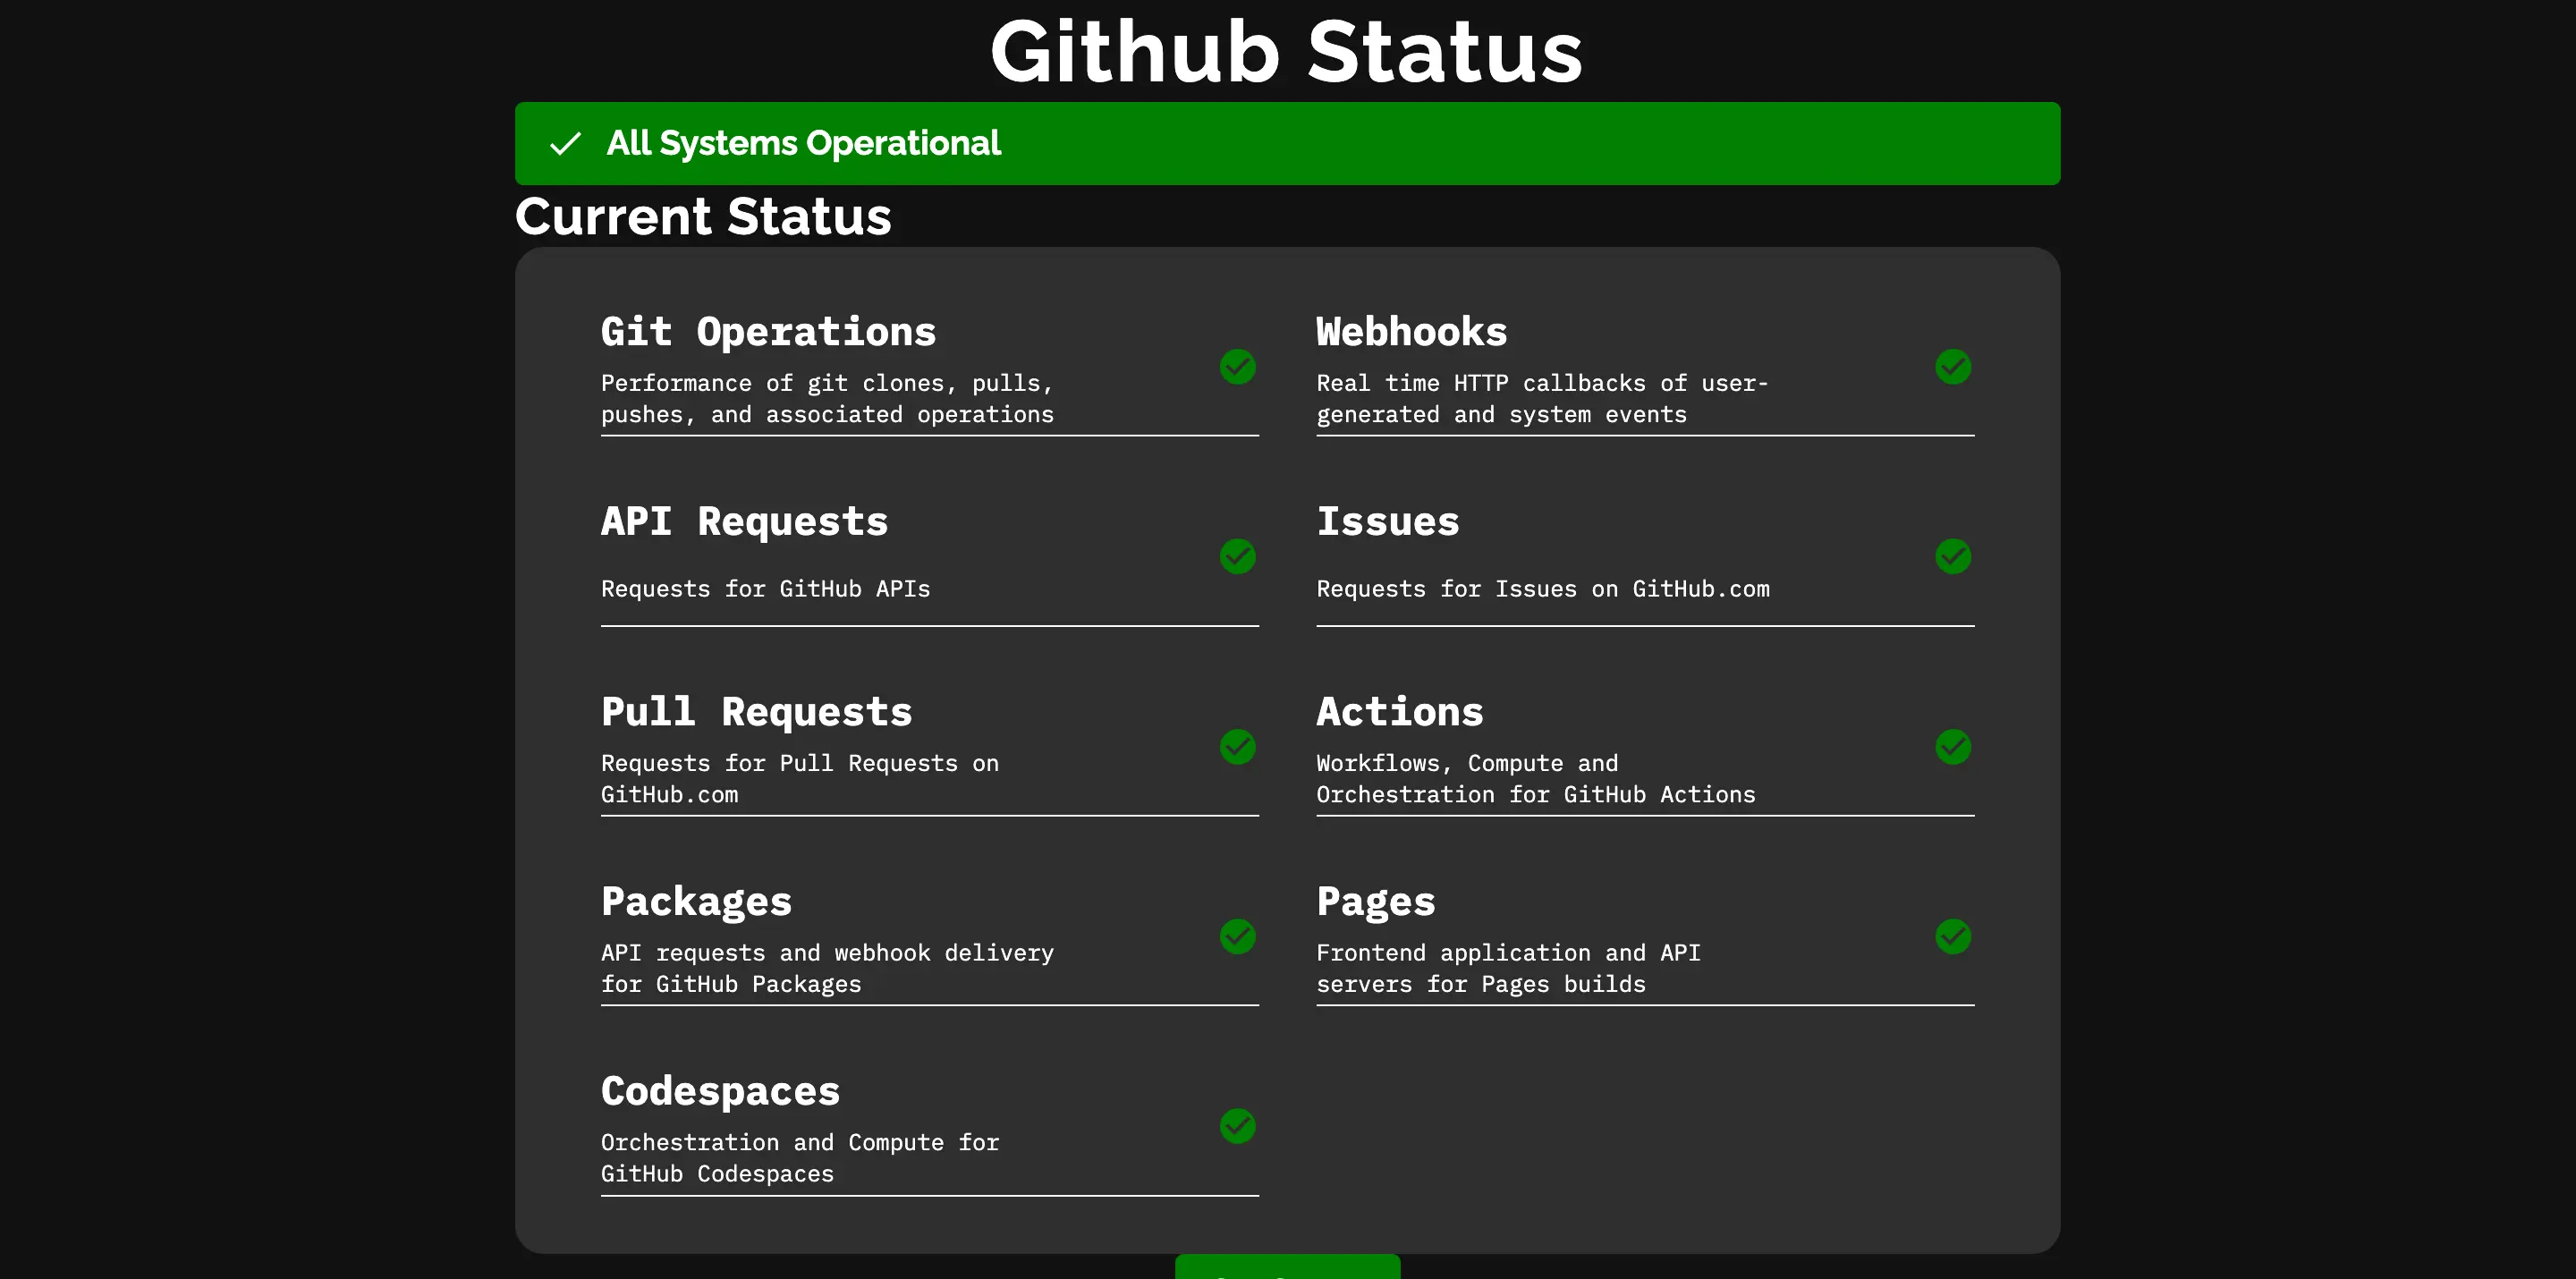 Github Status
All Systems Operational
Current Status
Git Operations
Performance of git clones, pulls,
pushes, and associated operations
Webhooks
Real time HTTP callbacks of user-
generated and system events
API Requests
Requests for GitHub APIs
Issues
Requests for Issues on GitHub.com
Pull Requests
Requests for Pull Requests on
GitHub.com
Actions
Workflows, Compute and
Orchestration for GitHub Actions
Packages
API requests and webhook delivery
for GitHub Packages
Pages
Frontend application and API
servers for Pages builds
Codespaces
Orchestration and Compute for
GitHub Codespaces